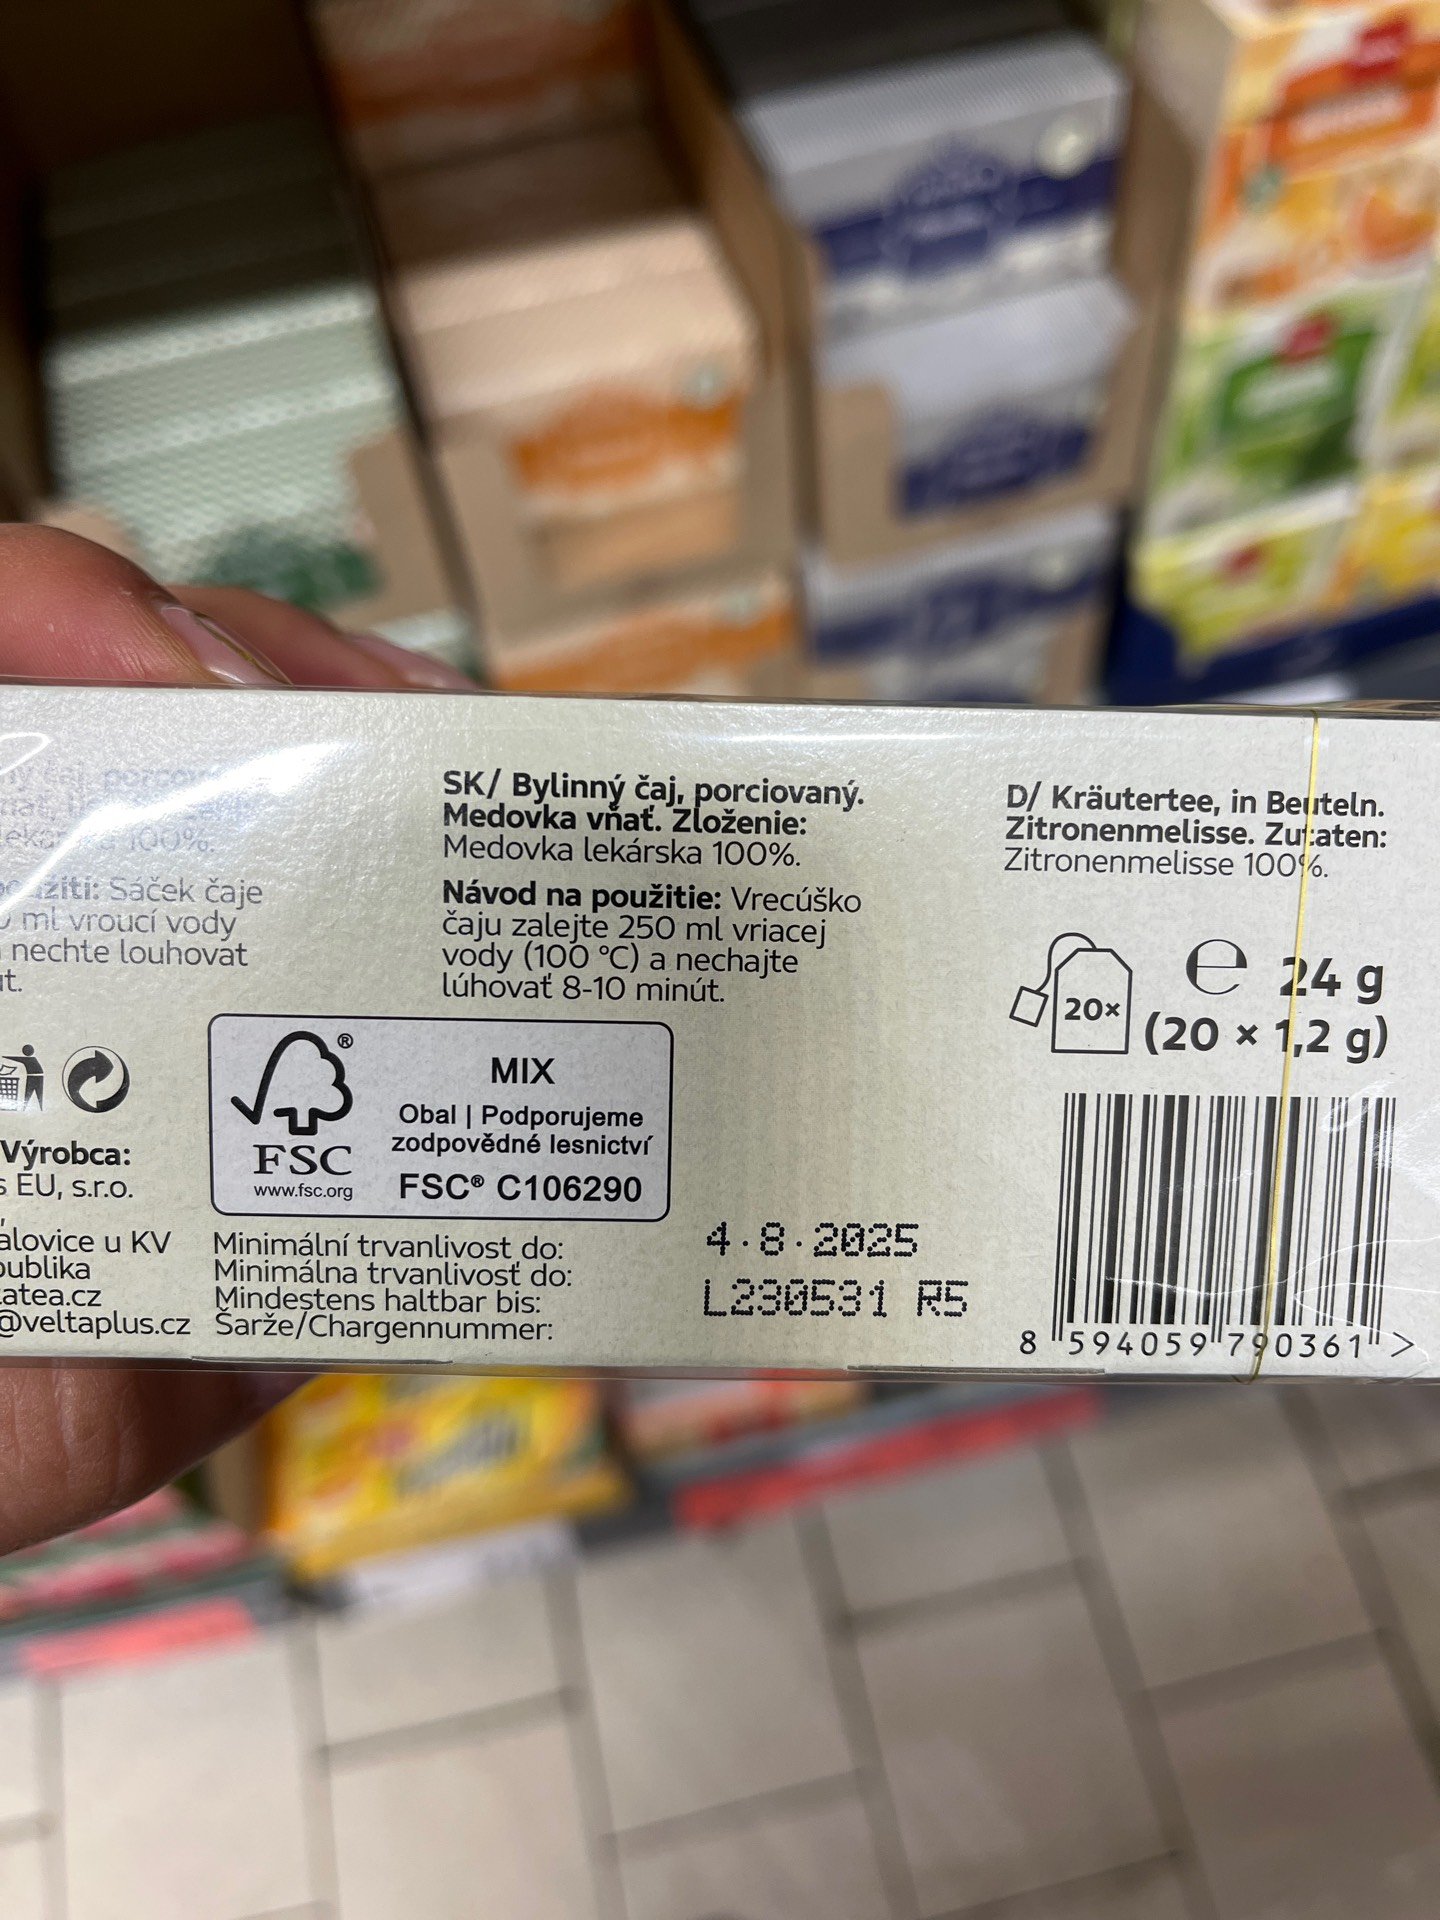 100%.
Sáček čaje
ml vroucí vody
nechte louhovat
SK/ Bylinný čaj, porciovaný.
Medovka vňať. Zloženie:
Medovka lekárska 100%.
Návod na použitie: Vrecúško
čaju zalejte 250 ml vriacej
vody (100 °C) a nechajte
lúhovať 8-10 minút.
D/ Kräutertee, in Beuteln.
Zitronenmelisse. Zutaten:
Zitronenmelisse 100%.
20×
℮ 24 g
(20 × 1,2 g)
Výrobca:
EU, s.r.o.
álovice u KV
publika
atea.cz
@veltaplus.cz
FSC®
www.fsc.org
MIX
Obal | Podporujeme
zodpovědné lesnictví
FSC® C106290
Minimální trvanlivost do:
Minimálna trvanlivosť do:
Mindestens haltbar bis:
Šarže/Chargennummer:
4.8.2025
L230531 R5
8 594059 790361 >